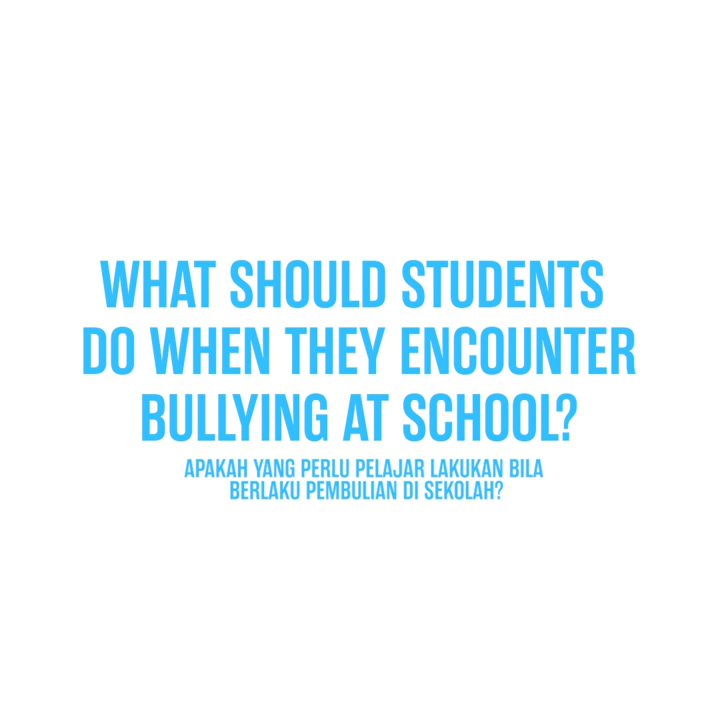 WHAT SHOULD STUDENTS
DO WHEN THEY ENCOUNTER
BULLYING AT SCHOOL?
APAKAH YANG PERLU PELAJAR LAKUKAN BILA
BERLAKU PEMBULIAN DI SEKOLAH?